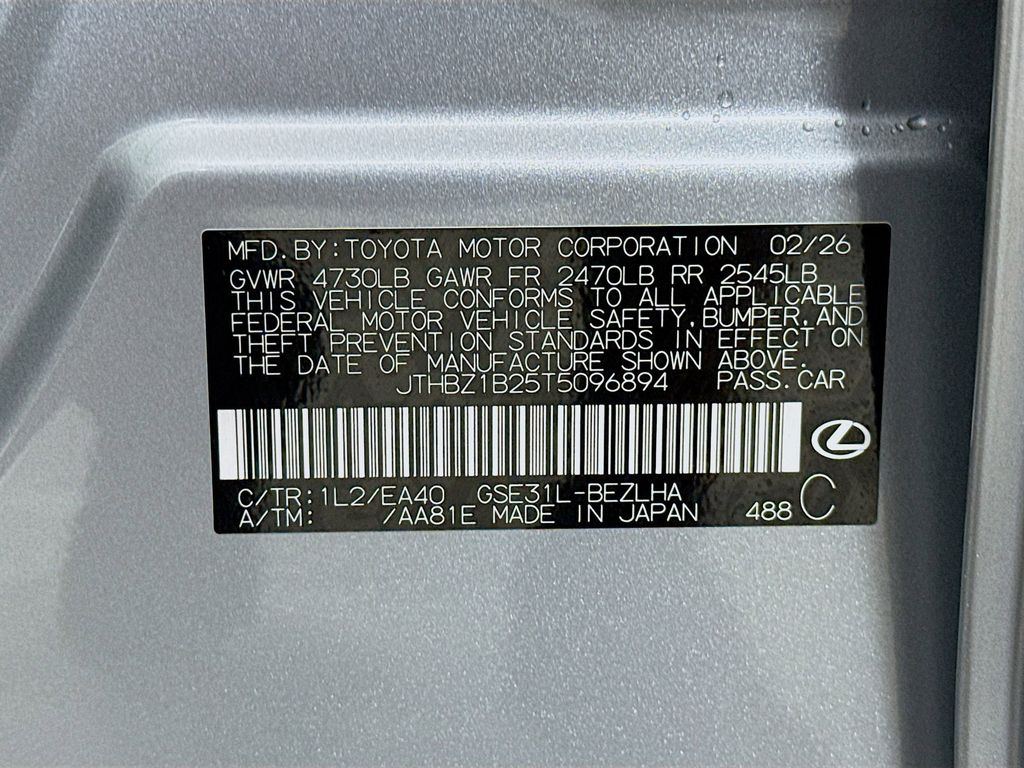 MFD. BY: TOYOTA MOTOR CORPORATION 02/26
GVWR 4730LB GAWR FR 2470LB RR 2545LB
THIS VEHICLE CONFORMS TO ALL APPLICABLE
FEDERAL MOTOR VEHICLE SAFETY, BUMPER, AND
THEFT PREVENTION STANDARDS IN EFFECT ON
THE DATE OF MANUFACTURE SHOWN ABOVE.
JTHBZ1B25T5096894 PASS. CAR
C/TR: 1L2/EA40 GSE31L-BEZLHA
A/TM: /AA81E MADE IN JAPAN 488 C